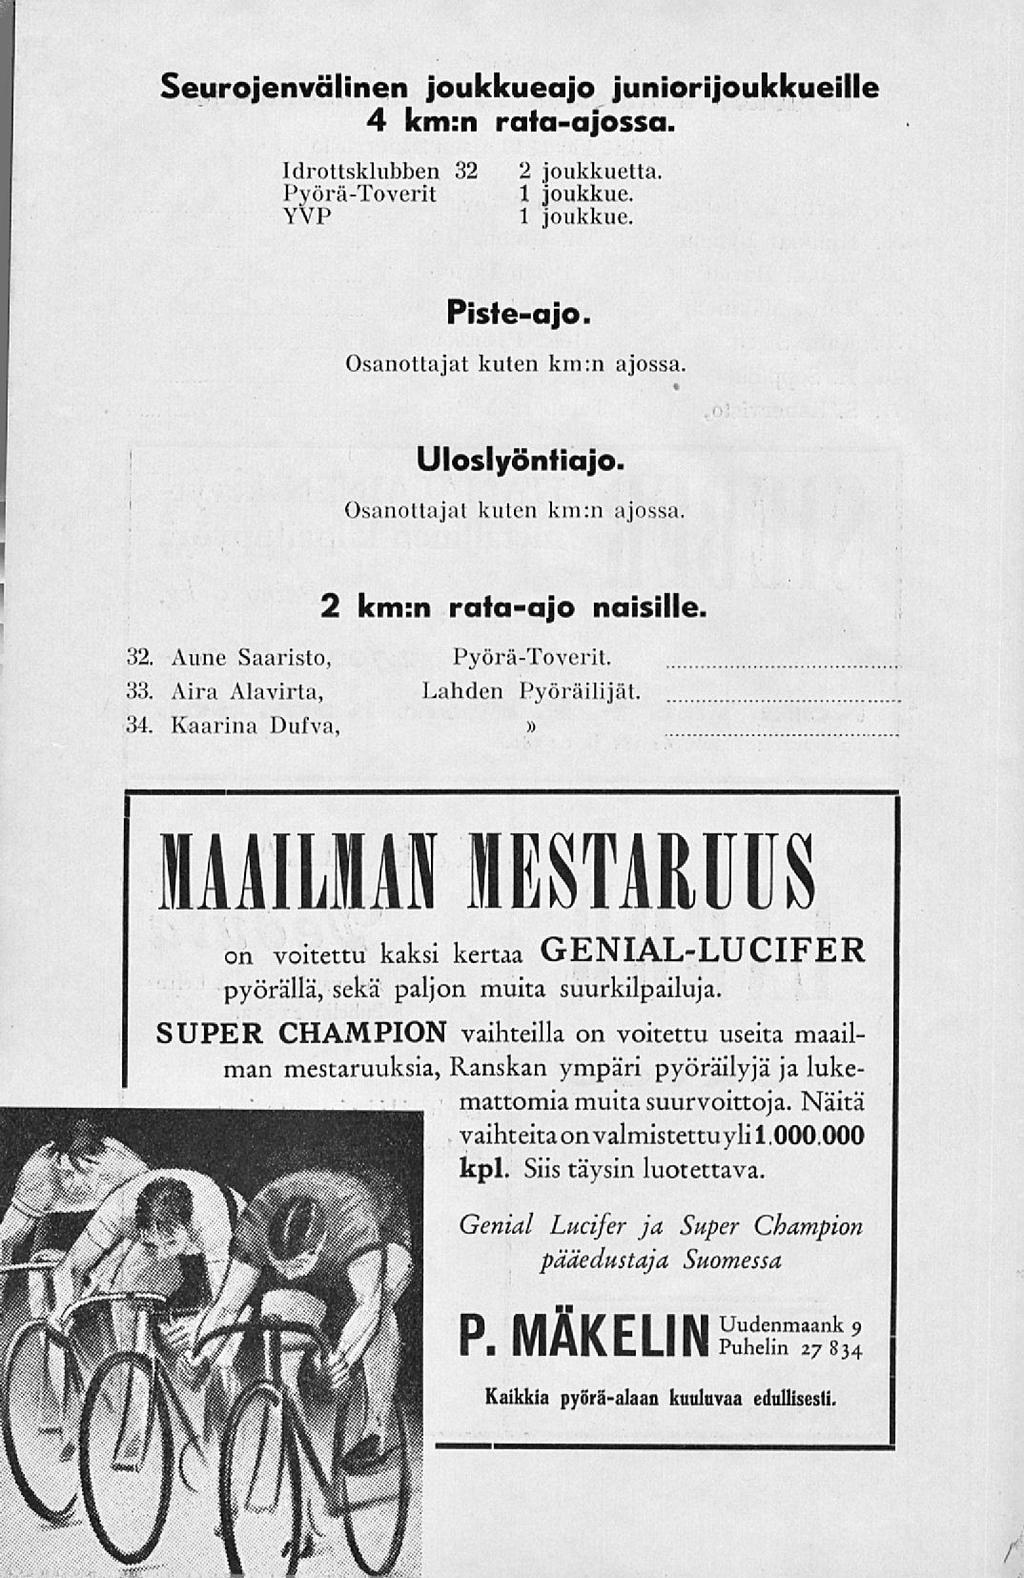 Seurojenvälinen joukkueajo juniorijoukkueille
4 km:n rata-ajossa.
Idrottsklubben 32 2 joukkuetta.
Pyörä-Toverit 1 joukkue.
YVP 1 joukkue.
Piste-ajo.
Osanottajat kuten km:n ajossa.
Uloslyöntiajo.
Osanottajat kuten km:n ajossa.
2 km:n rata-ajo naisille.
32. Aune Saaristo, Pyörä-Toverit.
33. Aira Alavirta, Lahden Pyöräilijät.
34. Kaarina Dufva, »
MAAILMAN MESTARUUS
on voitettu kaksi kertaa GENIAL-LUCIFER
pyörällä, sekä paljon muita suurkilpailuja.
SUPER CHAMPION vaihteilla on voitettu useita maail-
man mestaruuksia, Ranskan ympäri pyöräilyjä ja luke-
mattomia muita suurvoittoja. Näitä
vaihteita on valmistettu yli 1.000.000
kpl. Siis täysin luotettava.
Genial Lucifer ja Super Champion
pääedustaja Suomessa
P. MÄKELIN Uudenmaank 9
Puhelin 27 834
Kaikkia pyörä-alaan kuuluvaa edullisesti.